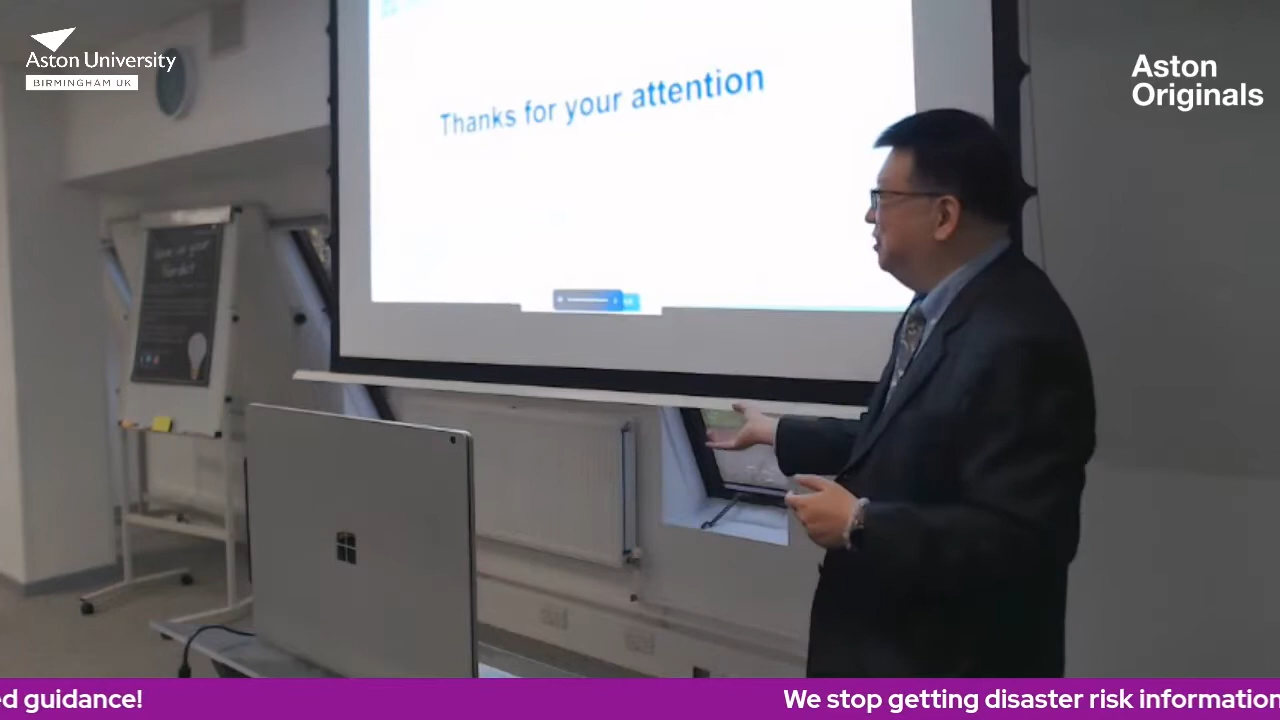 Aston University
BIRMINGHAM UK
Aston
Originals
Thanks for your attention
ed guidance!
We stop getting disaster risk information